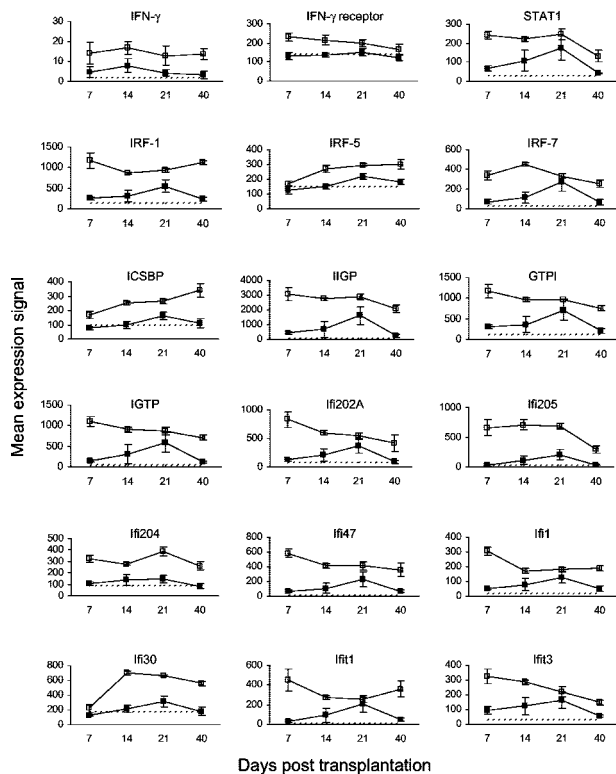 IFN-γ
IFN-γ receptor
STAT1
20
15
10
5
0
7 14 21 40
300
200
100
0
7 14 21 40
300
200
100
0
7 14 21 40
IRF-1
IRF-5
IRF-7
1500
1000
500
0
7 14 21 40
400
300
200
100
0
7 14 21 40
600
400
200
0
7 14 21 40
ICSBP
IIGP
GTPI
400
300
200
100
0
7 14 21 40
4000
3000
2000
1000
0
7 14 21 40
1500
1000
500
0
7 14 21 40
IGTP
Ifi202A
Ifi205
1500
1000
500
0
7 14 21 40
1000
500
0
7 14 21 40
1000
500
0
7 14 21 40
Ifi204
Ifi47
Ifi1
500
400
300
200
100
0
7 14 21 40
800
600
400
200
0
7 14 21 40
400
300
200
100
0
7 14 21 40
Ifi30
Ifit1
Ifit3
800
600
400
200
0
7 14 21 40
600
400
200
0
7 14 21 40
400
300
200
100
0
7 14 21 40
Mean expression signal
Days post transplantation